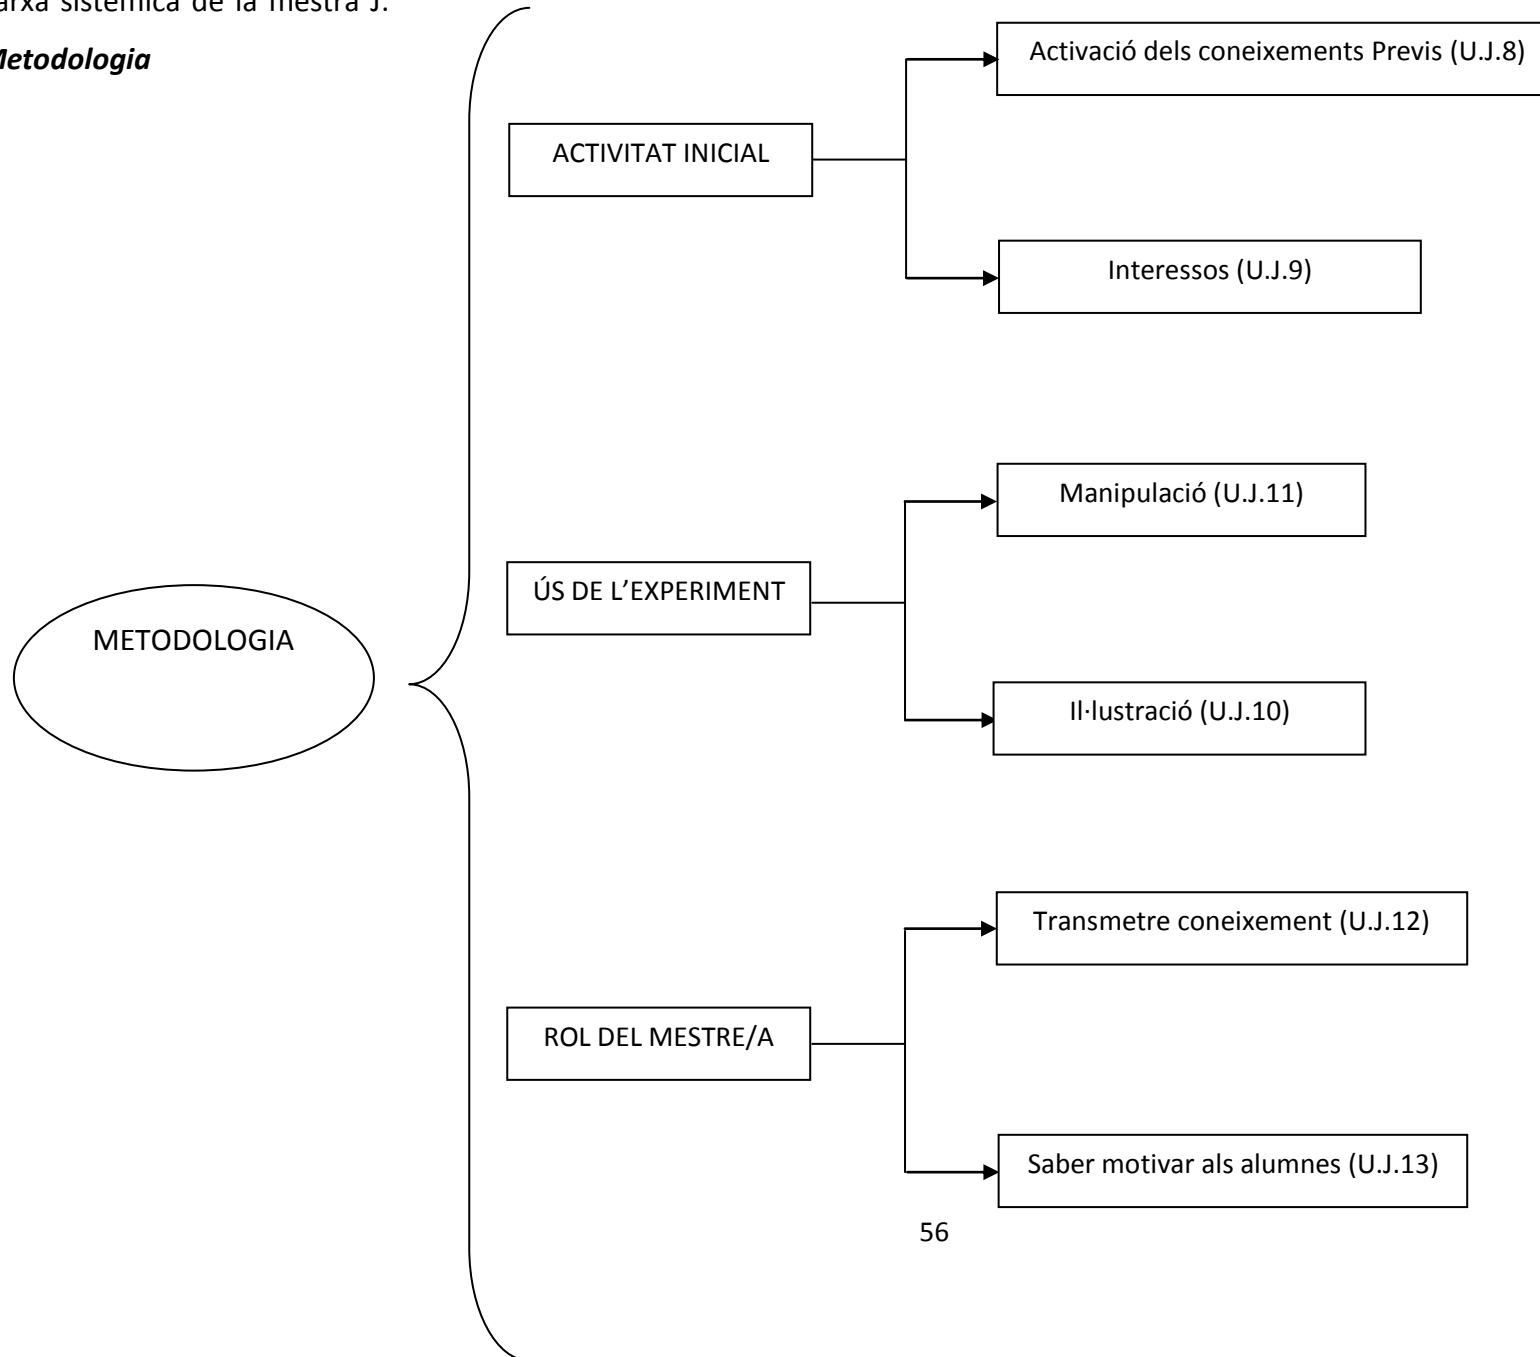 arxa sistèmica de la mestra J.
Metodologia
Activació dels coneixements Previs (U.J.8)
ACTIVITAT INICIAL
Interessos (U.J.9)
Manipulació (U.J.11)
ÚS DE L’EXPERIMENT
METODOLOGIA
Il·lustració (U.J.10)
Transmetre coneixement (U.J.12)
ROL DEL MESTRE/A
Saber motivar als alumnes (U.J.13)
56